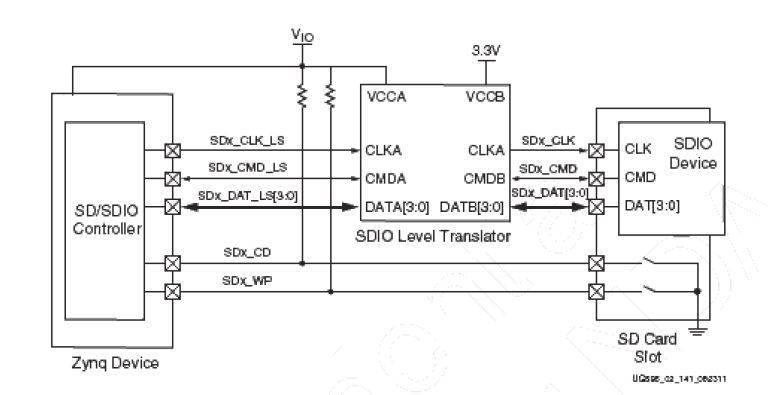 VIO
3.3V
VCCA VCCB
SDx_CLK_LS CLKA CLKA SDx_CLK CLK SDIO
Device
SDx_CMD_LS CMDA CMDB SDx_CMD CMD
SDx_DAT_LS[3:0] DATA[3:0] DATB[3:0] SDx_DAT[3:0] DAT[3:0]
SD/SDIO
Controller
SDIO Level Translator
SDx_CD
SDx_WP
SD Card
Slot
Zynq Device